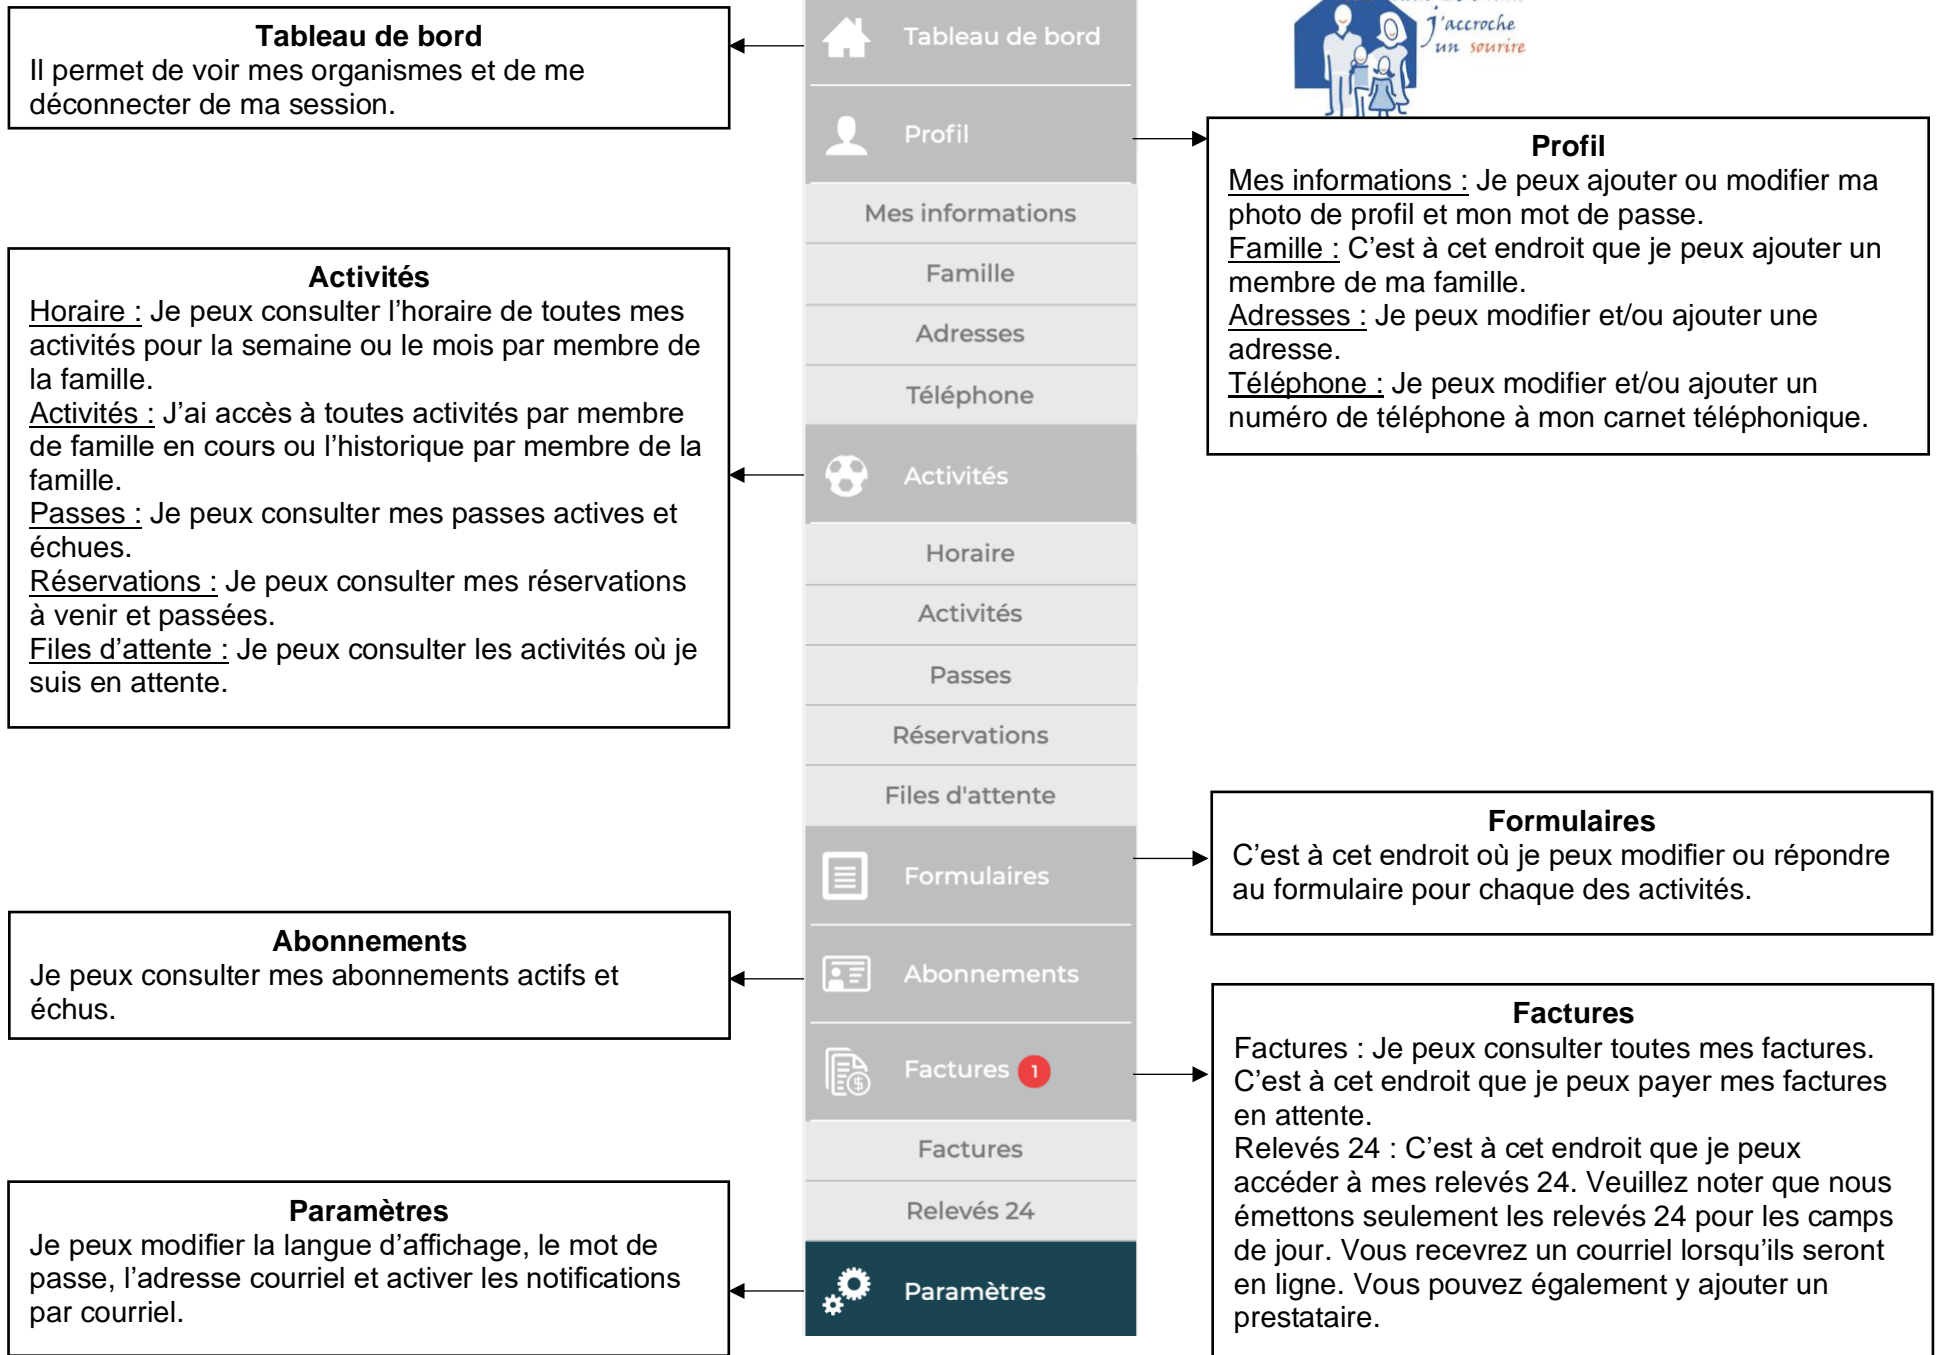 Tableau de bord
Il permet de voir mes organismes et de me
déconnecter de ma session.
Activités
Horaire : Je peux consulter l’horaire de toutes mes
activités pour la semaine ou le mois par membre de
la famille.
Activités : J’ai accès à toutes activités par membre
de famille en cours ou l’historique par membre de la
famille.
Passes : Je peux consulter mes passes actives et
échues.
Réservations : Je peux consulter mes réservations
à venir et passées.
Files d’attente : Je peux consulter les activités où je
suis en attente.
Abonnements
Je peux consulter mes abonnements actifs et
échus.
Paramètres
Je peux modifier la langue d’affichage, le mot de
passe, l’adresse courriel et activer les notifications
par courriel.
Tableau de bord
Profil
Mes informations
Famille
Adresses
Téléphone
Activités
Horaire
Activités
Passes
Réservations
Files d'attente
Formulaires
Abonnements
Factures 1
Factures
Relevés 24
Paramètres
j'accroche
un sourire
Profil
Mes informations : Je peux ajouter ou modifier ma
photo de profil et mon mot de passe.
Famille : C’est à cet endroit que je peux ajouter un
membre de ma famille.
Adresses : Je peux modifier et/ou ajouter une
adresse.
Téléphone : Je peux modifier et/ou ajouter un
numéro de téléphone à mon carnet téléphonique.
Formulaires
C’est à cet endroit où je peux modifier ou répondre
au formulaire pour chaque des activités.
Factures
Factures : Je peux consulter toutes mes factures.
C’est à cet endroit que je peux payer mes factures
en attente.
Relevés 24 : C’est à cet endroit que je peux
accéder à mes relevés 24. Veuillez noter que nous
émettons seulement les relevés 24 pour les camps
de jour. Vous recevrez un courriel lorsqu’ils seront
en ligne. Vous pouvez également y ajouter un
prestataire.